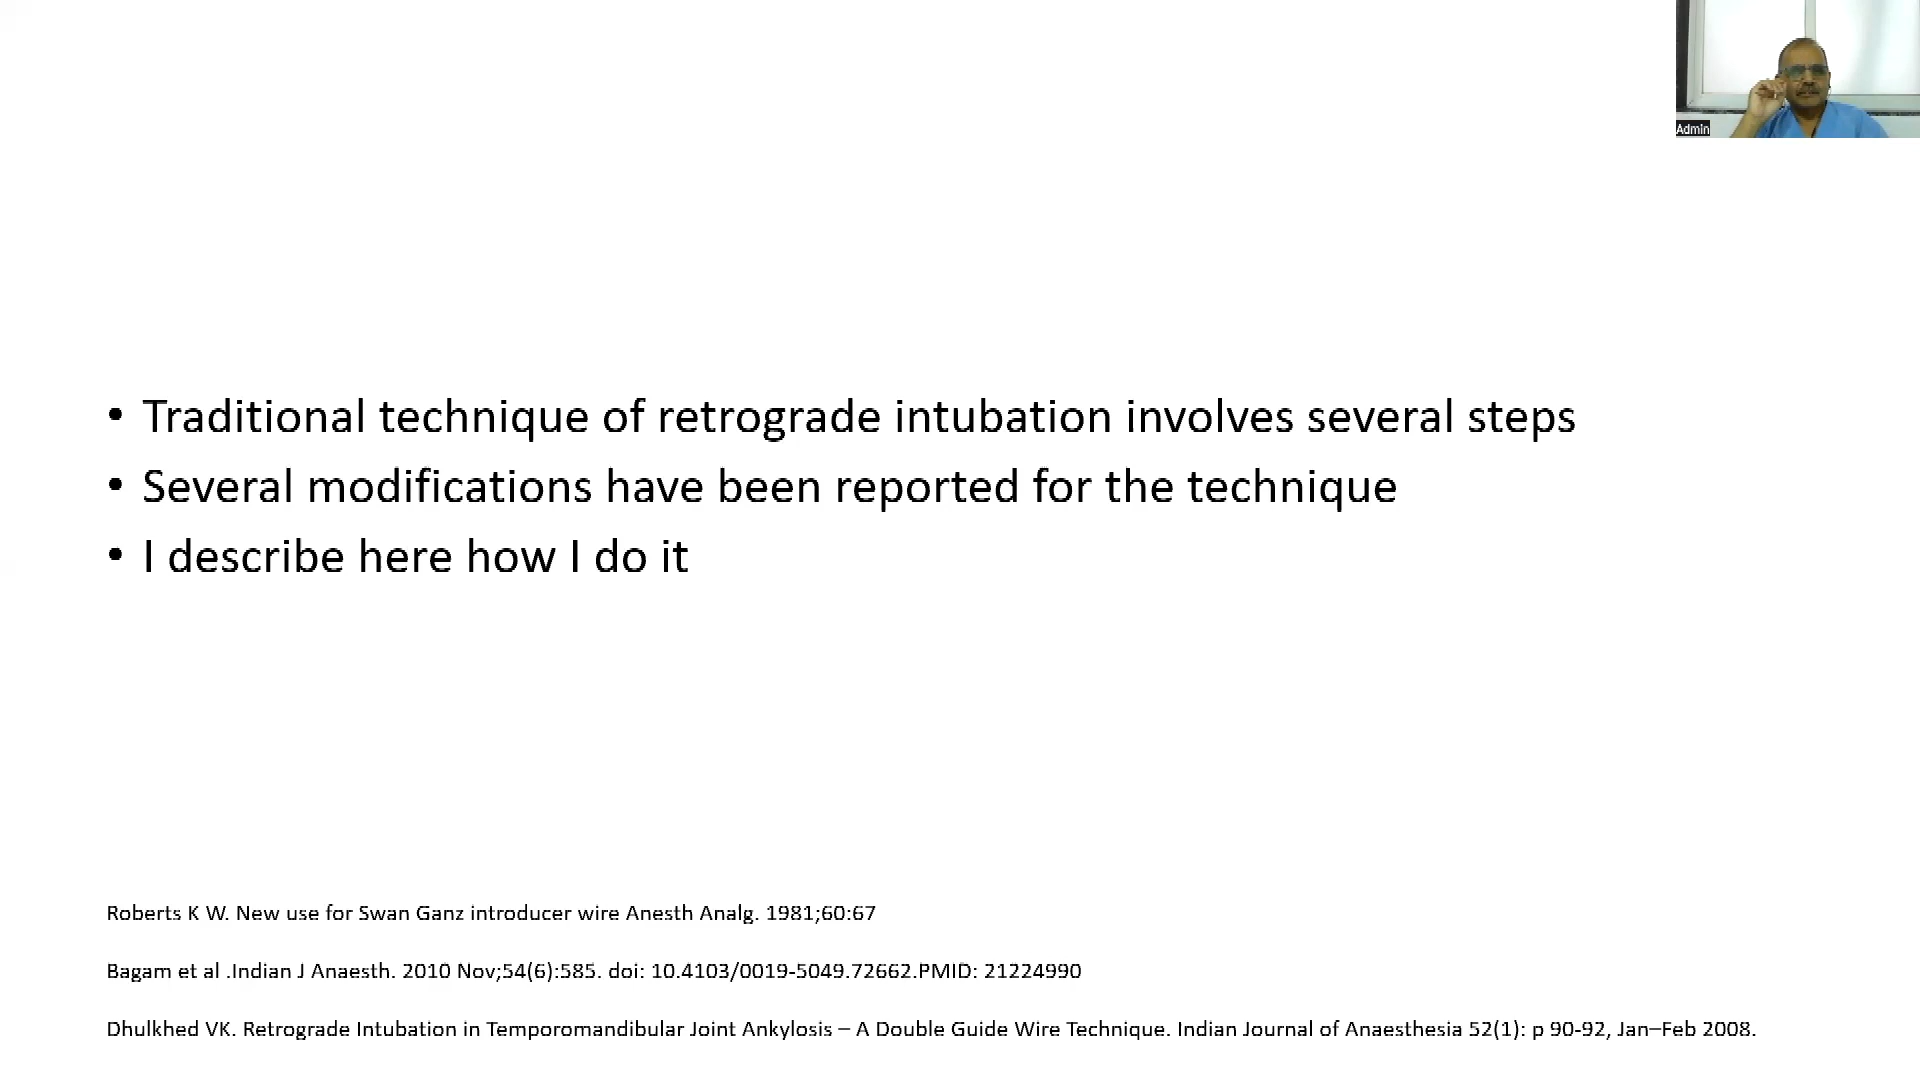 Admin
• Traditional technique of retrograde intubation involves several steps
• Several modifications have been reported for the technique
• I describe here how I do it
Roberts K W. New use for Swan Ganz introducer wire Anesth Analg. 1981;60:67
Bagam et al .Indian J Anaesth. 2010 Nov;54(6):585. doi: 10.4103/0019-5049.72662.PMID: 21224990
Dhulkhed VK. Retrograde Intubation in Temporomandibular Joint Ankylosis – A Double Guide Wire Technique. Indian Journal of Anaesthesia 52(1): p 90-92, Jan–Feb 2008.